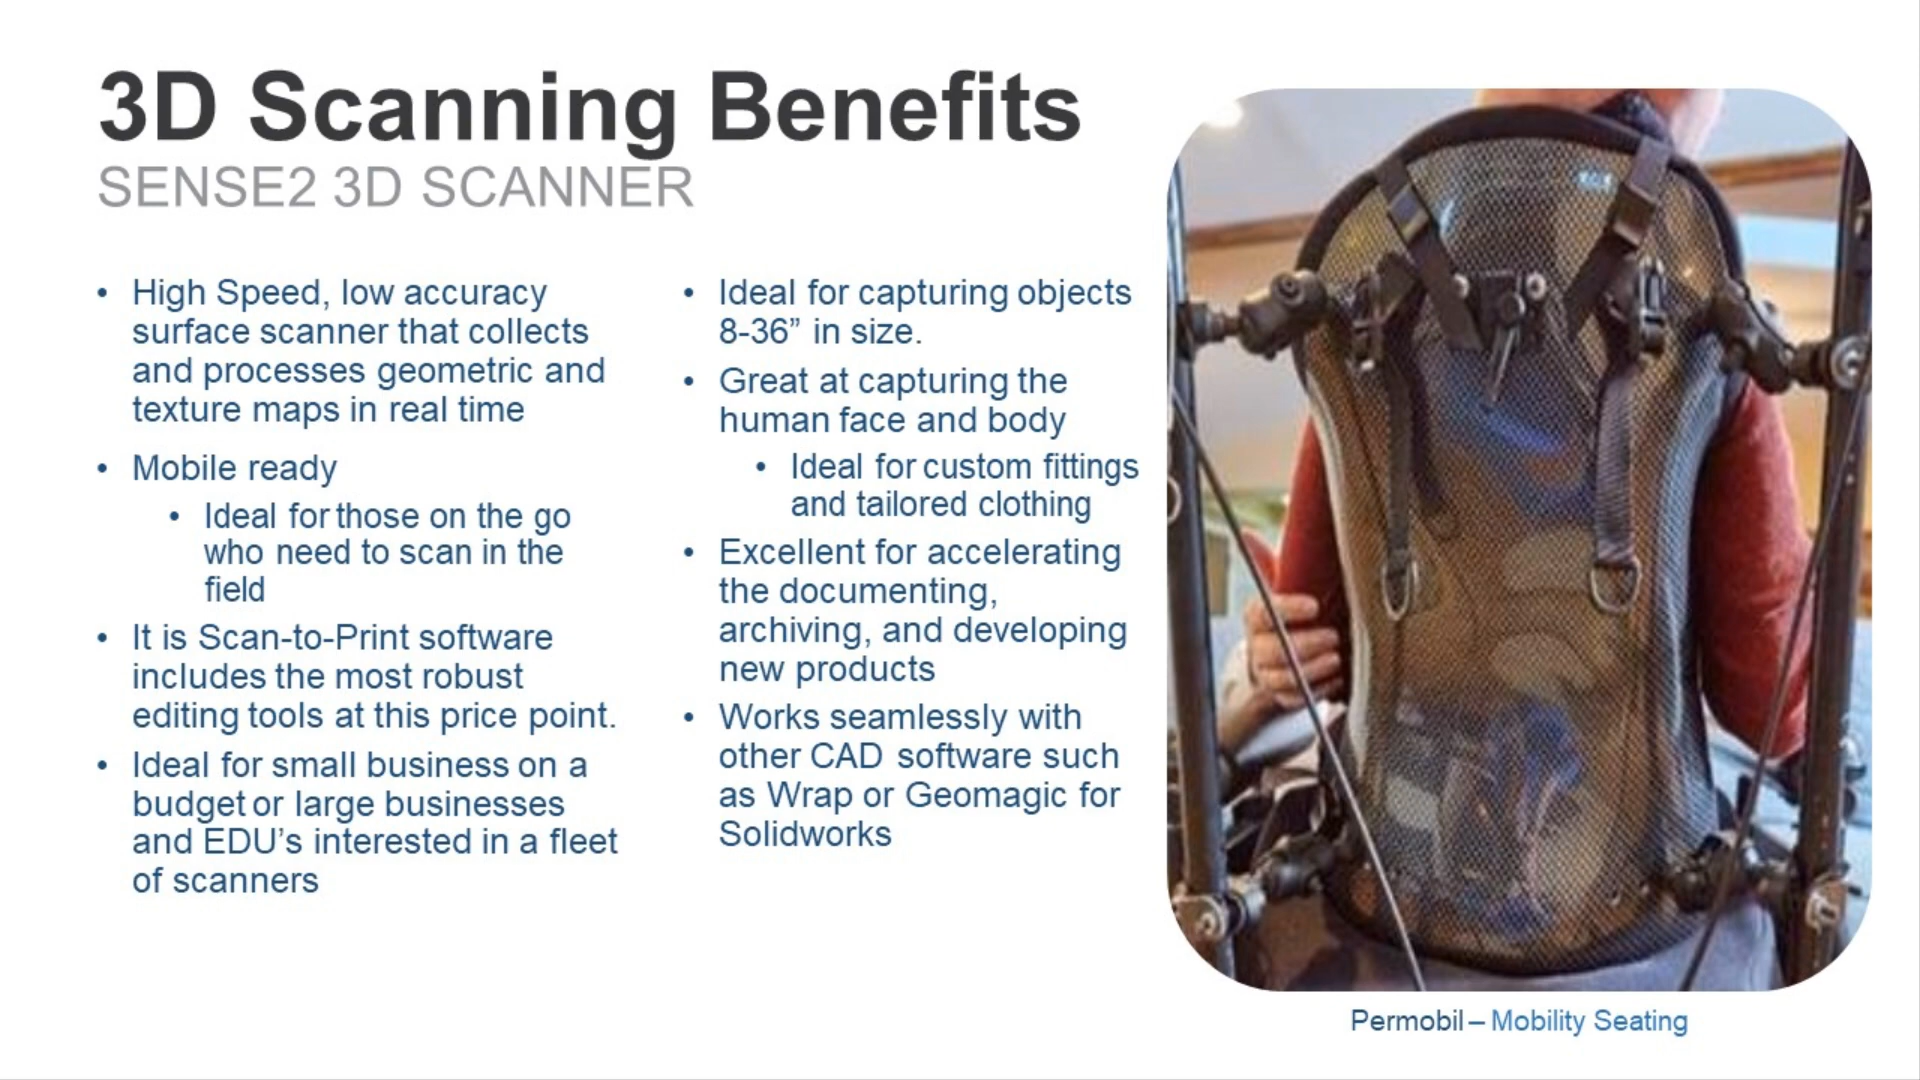 3D Scanning Benefits
SENSE2 3D SCANNER
• High Speed, low accuracy
surface scanner that collects
and processes geometric and
texture maps in real time
• Mobile ready
• Ideal for those on the go
who need to scan in the
field
• It is Scan-to-Print software
includes the most robust
editing tools at this price point.
• Ideal for small business on a
budget or large businesses
and EDU’s interested in a fleet
of scanners
• Ideal for capturing objects
8-36” in size.
• Great at capturing the
human face and body
• Ideal for custom fittings
and tailored clothing
• Excellent for accelerating
the documenting,
archiving, and developing
new products
• Works seamlessly with
other CAD software such
as Wrap or Geomagic for
Solidworks
Permobil – Mobility Seating